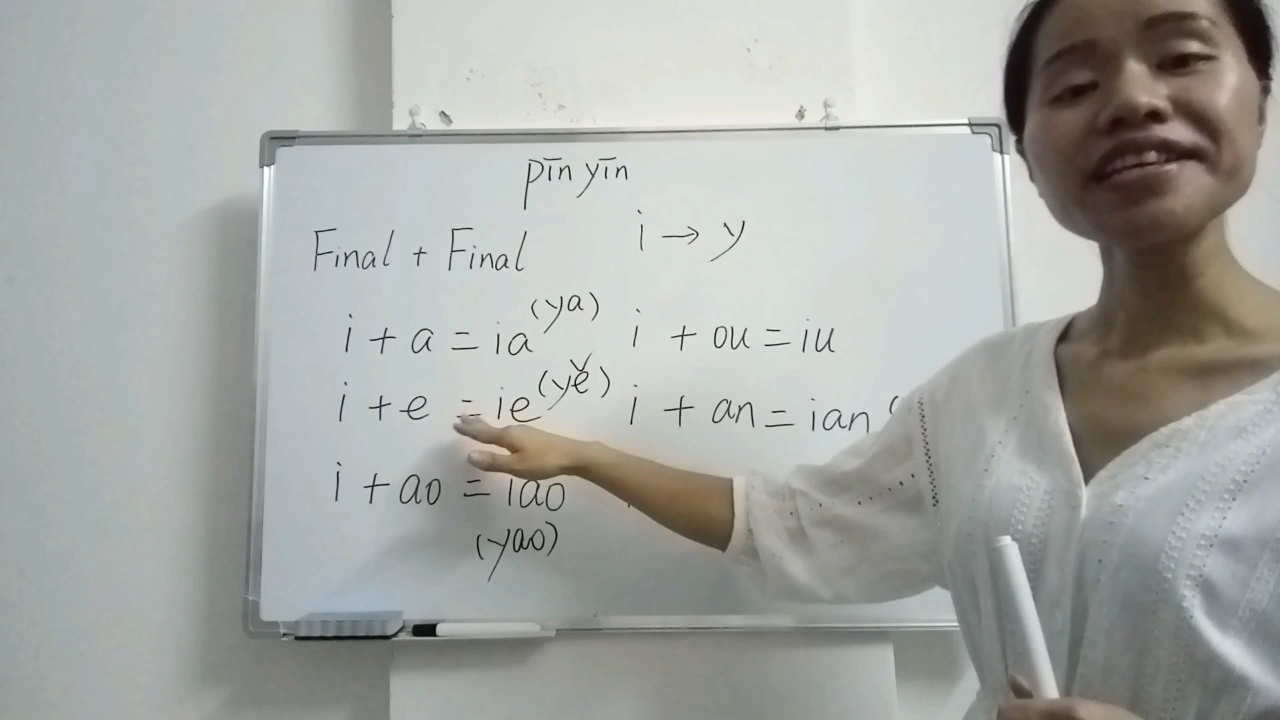 pīn yīn
Final + Final
i → y
i + a = ia (ya)
i + e = ie (yě)
i + ao = iao
(yao)
i + ou = iu
i + an = ian (